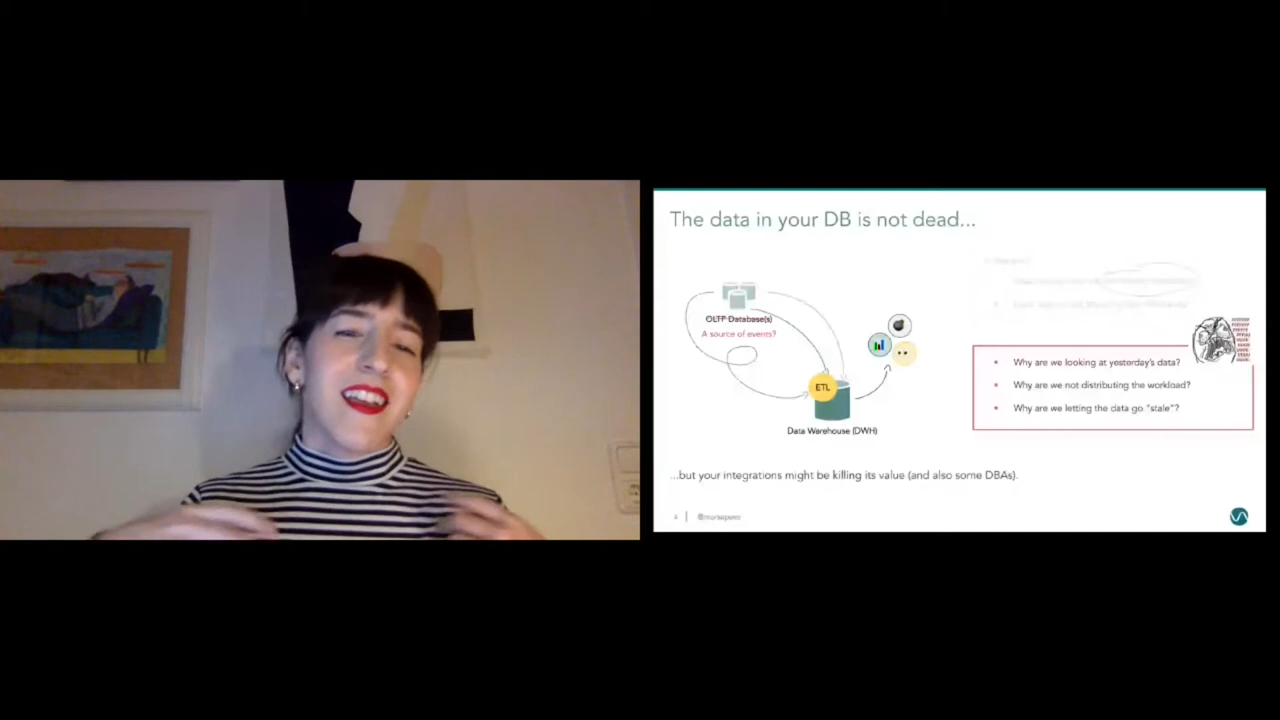 The data in your DB is not dead...
OLTP Database(s)
A source of events?
ETL
Data Warehouse (DWH)
• Why are we looking at yesterday's data?
• Why are we not distributing the workload?
• Why are we letting the data go "stale"?
...but your integrations might be killing its value (and also some DBAs).
4